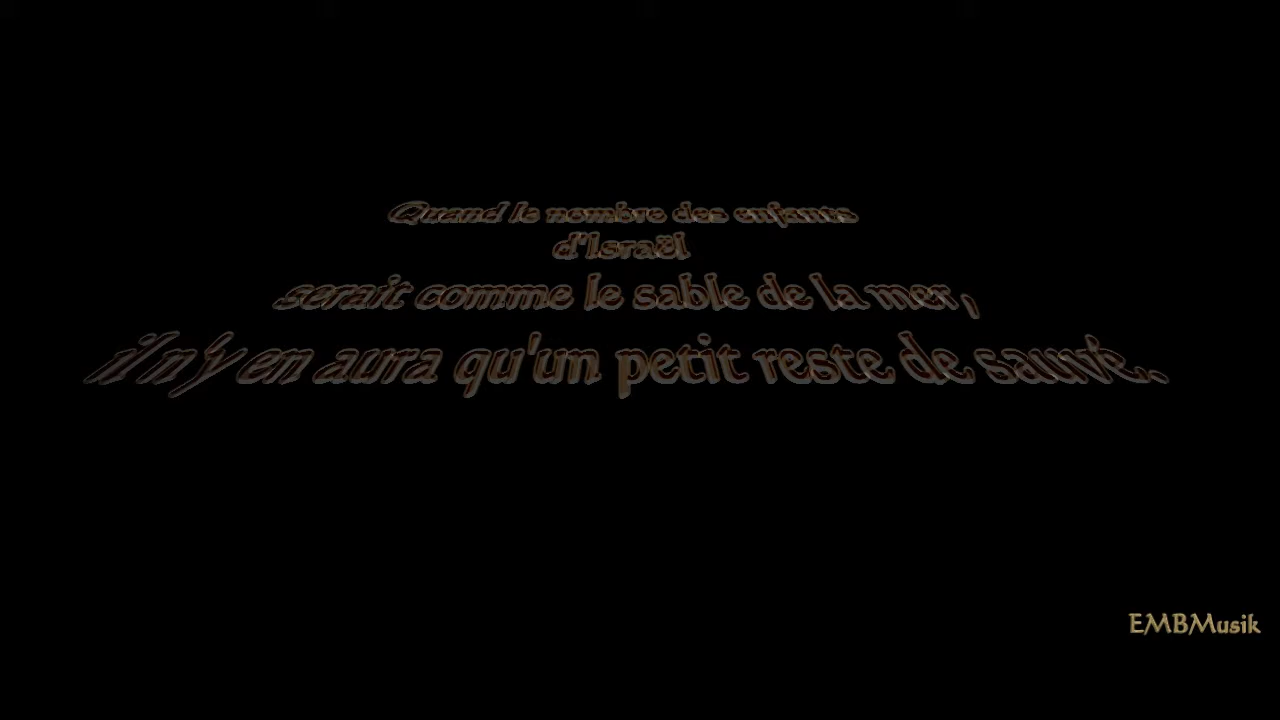 Quand le nombre des enfants
d'Israël
serait comme le sable de la mer,
il n'y en aura qu'un petit reste de sauvé.
EMBMusik